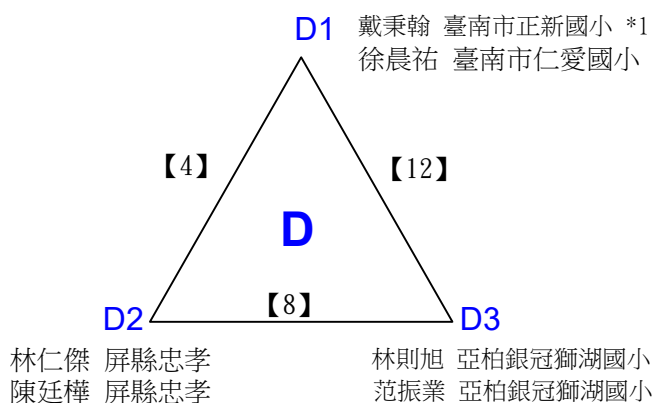 D1
戴秉翰 臺南市正新國小 *1
徐晨祐 臺南市仁愛國小
【4】
【12】
D
【8】
D2
D3
林仁傑 屏縣忠孝
陳廷樺 屏縣忠孝
林則旭 亞柏銀冠獅湖國小
范振業 亞柏銀冠獅湖國小